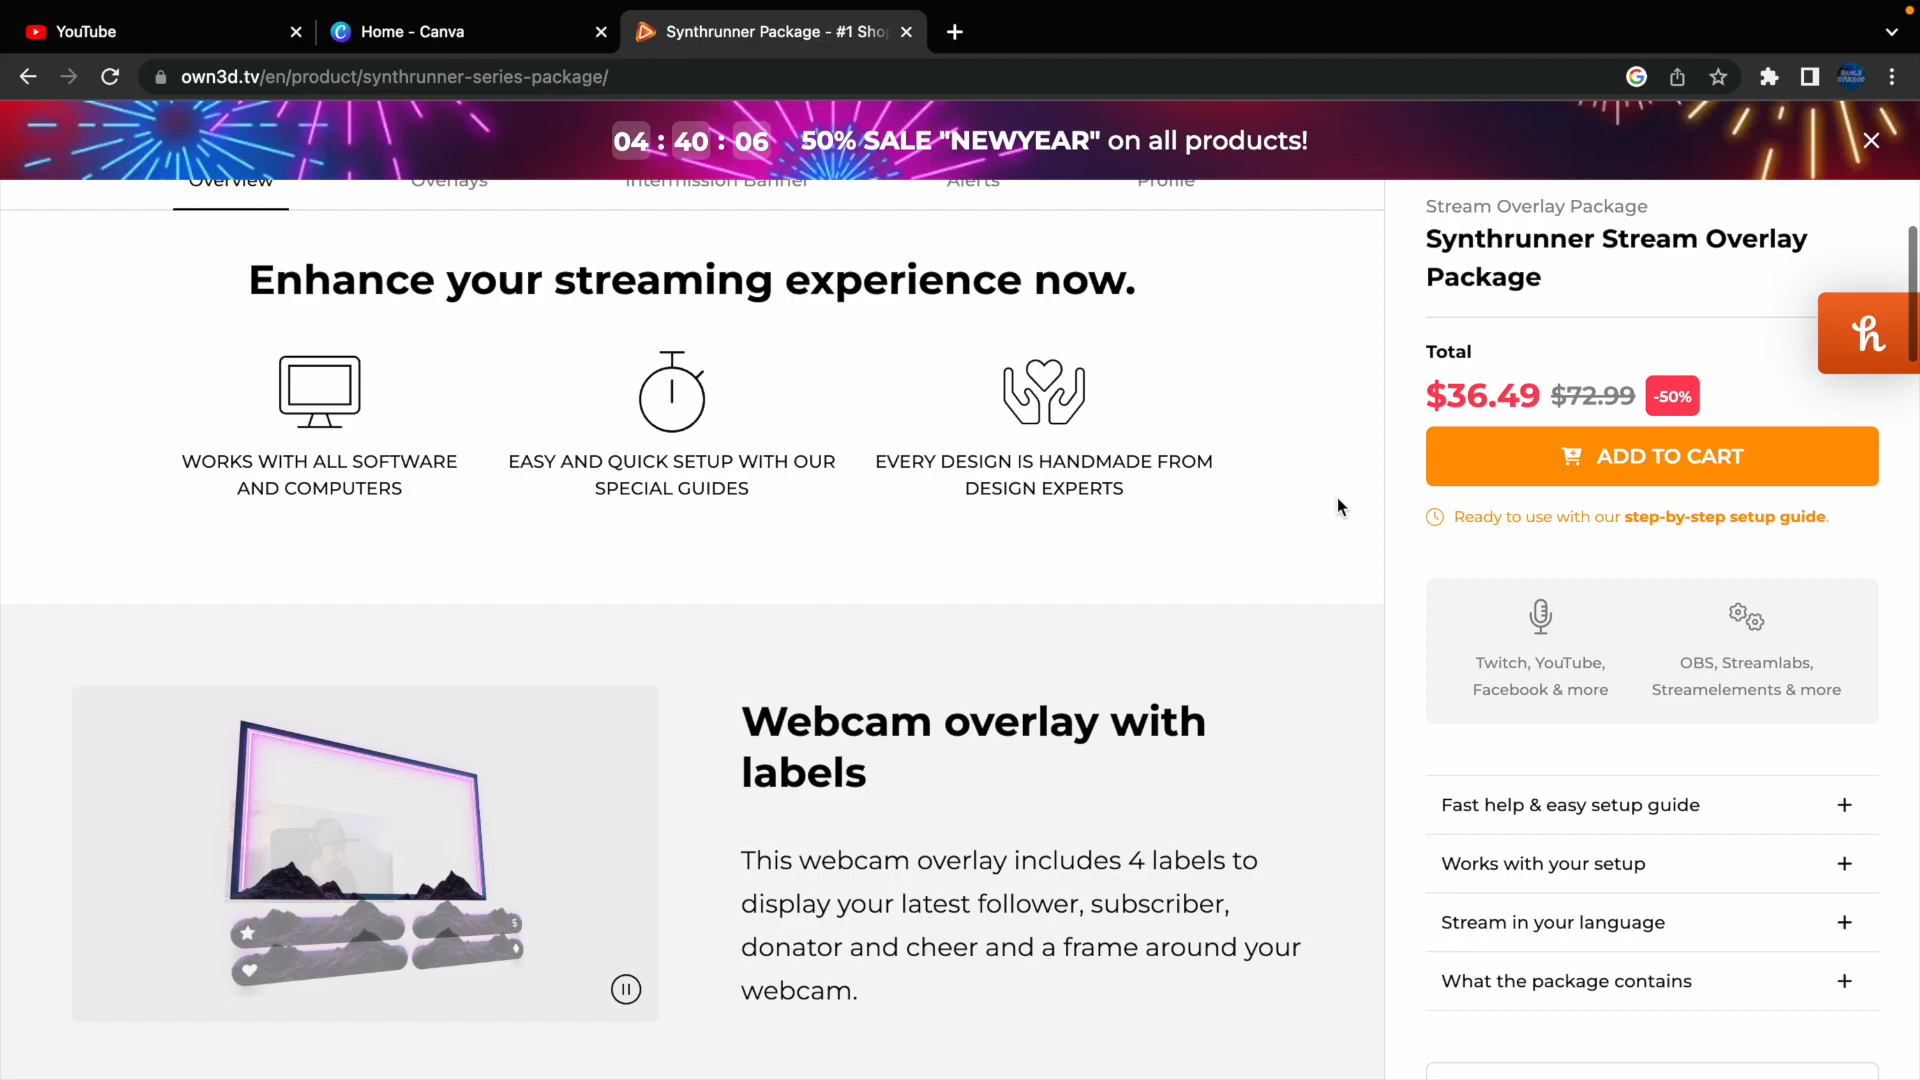 YouTube
Home - Canva
Synthrunner Package - #1 Sho
own3d.tv/en/product/synthrunner-series-package/
04 : 40 : 06 50% SALE "NEWYEAR" on all products!
Overview Overlays Intermission Banner Alerts Profile
Enhance your streaming experience now.
WORKS WITH ALL SOFTWARE
AND COMPUTERS
EASY AND QUICK SETUP WITH OUR
SPECIAL GUIDES
EVERY DESIGN IS HANDMADE FROM
DESIGN EXPERTS
Webcam overlay with
labels
This webcam overlay includes 4 labels to
display your latest follower, subscriber,
donator and cheer and a frame around your
webcam.
Stream Overlay Package
Synthrunner Stream Overlay
Package
Total
$36.49 $72.99 -50%
ADD TO CART
Ready to use with our step-by-step setup guide.
Twitch, YouTube,
Facebook & more
OBS, Streamlabs,
Streamelements & more
Fast help & easy setup guide +
Works with your setup +
Stream in your language +
What the package contains +